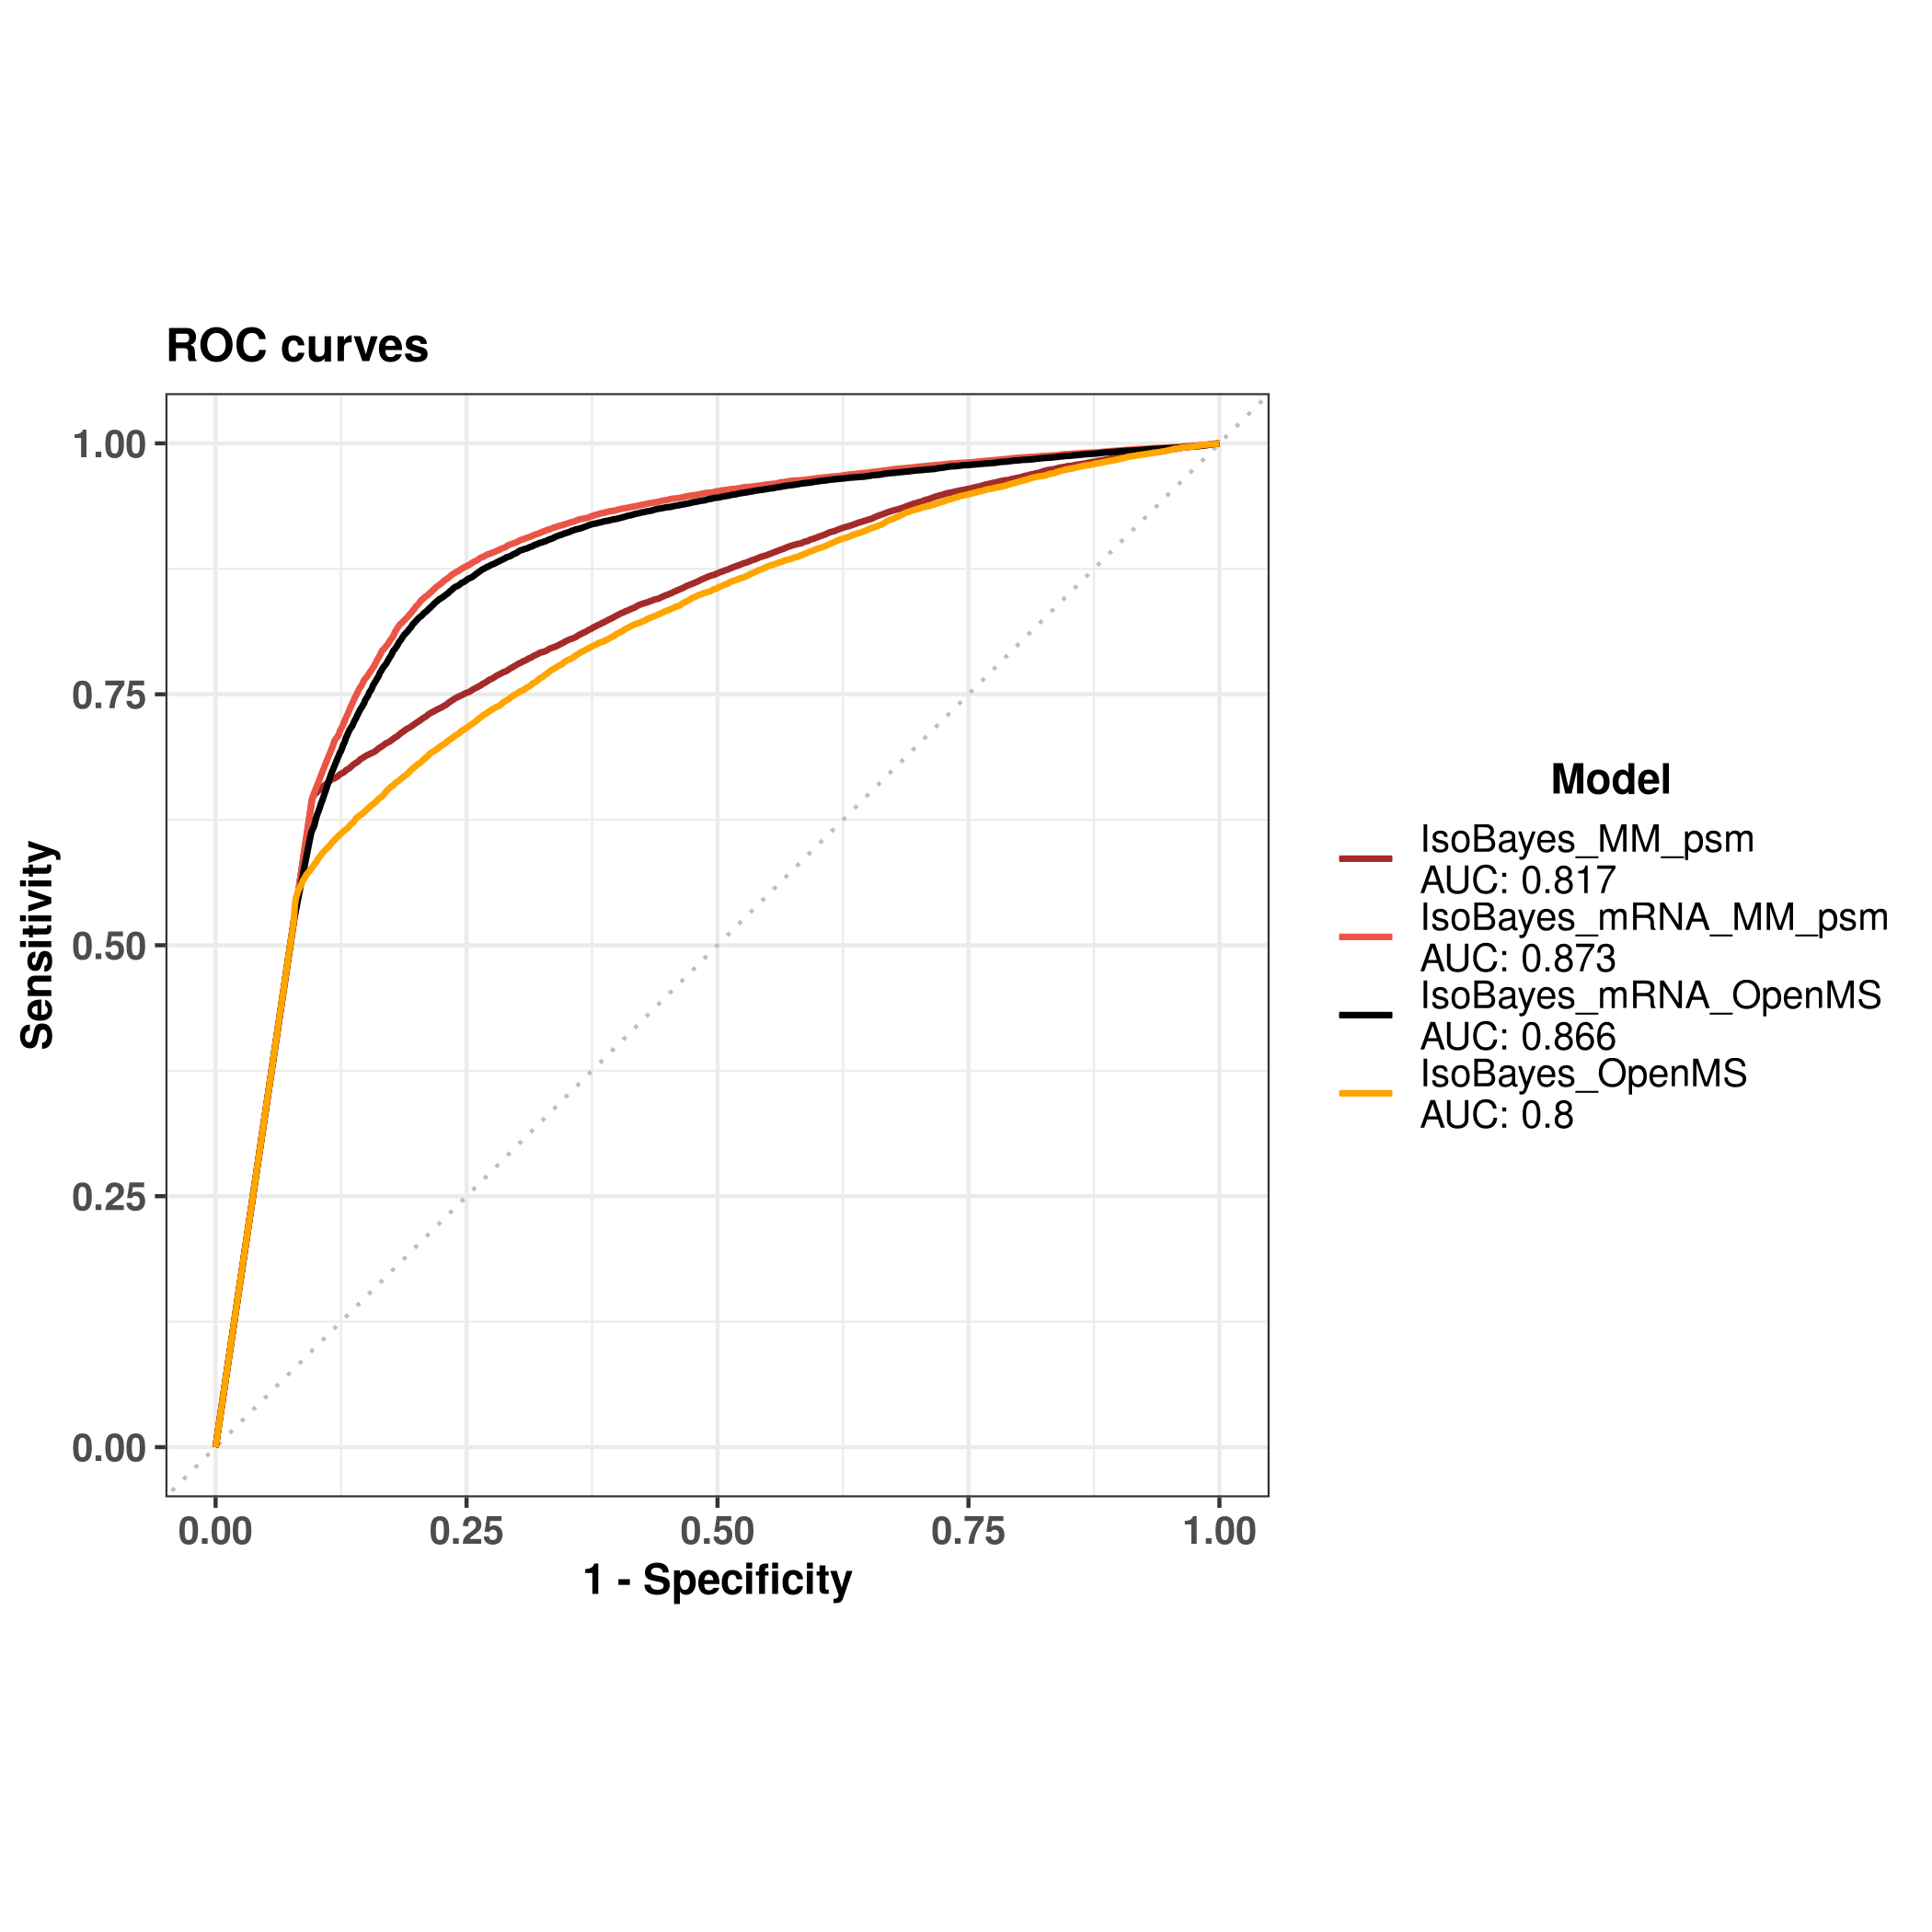 ROC curves
1.00
0.75
0.50
0.25
0.00
Sensitivity
0.00 0.25 0.50 0.75 1.00
1 - Specificity
Model
IsoBayes_MM_psm
AUC: 0.817
IsoBayes_mRNA_MM_psm
AUC: 0.873
IsoBayes_mRNA_OpenMS
AUC: 0.866
IsoBayes_OpenMS
AUC: 0.8